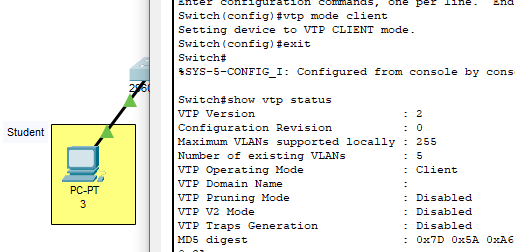 Enter configuration commands, one per line. End
Switch(config)#vtp mode client
Setting device to VTP CLIENT mode.
Switch(config)#exit
Switch#
%SYS-5-CONFIG_I: Configured from console by cons
Switch#show vtp status
VTP Version : 2
Configuration Revision : 0
Maximum VLANs supported locally : 255
Number of existing VLANs : 5
VTP Operating Mode : Client
VTP Domain Name :
VTP Pruning Mode : Disabled
VTP V2 Mode : Disabled
VTP Traps Generation : Disabled
MD5 digest : 0x7D 0x5A 0xA6
296
Student
PC-PT
3